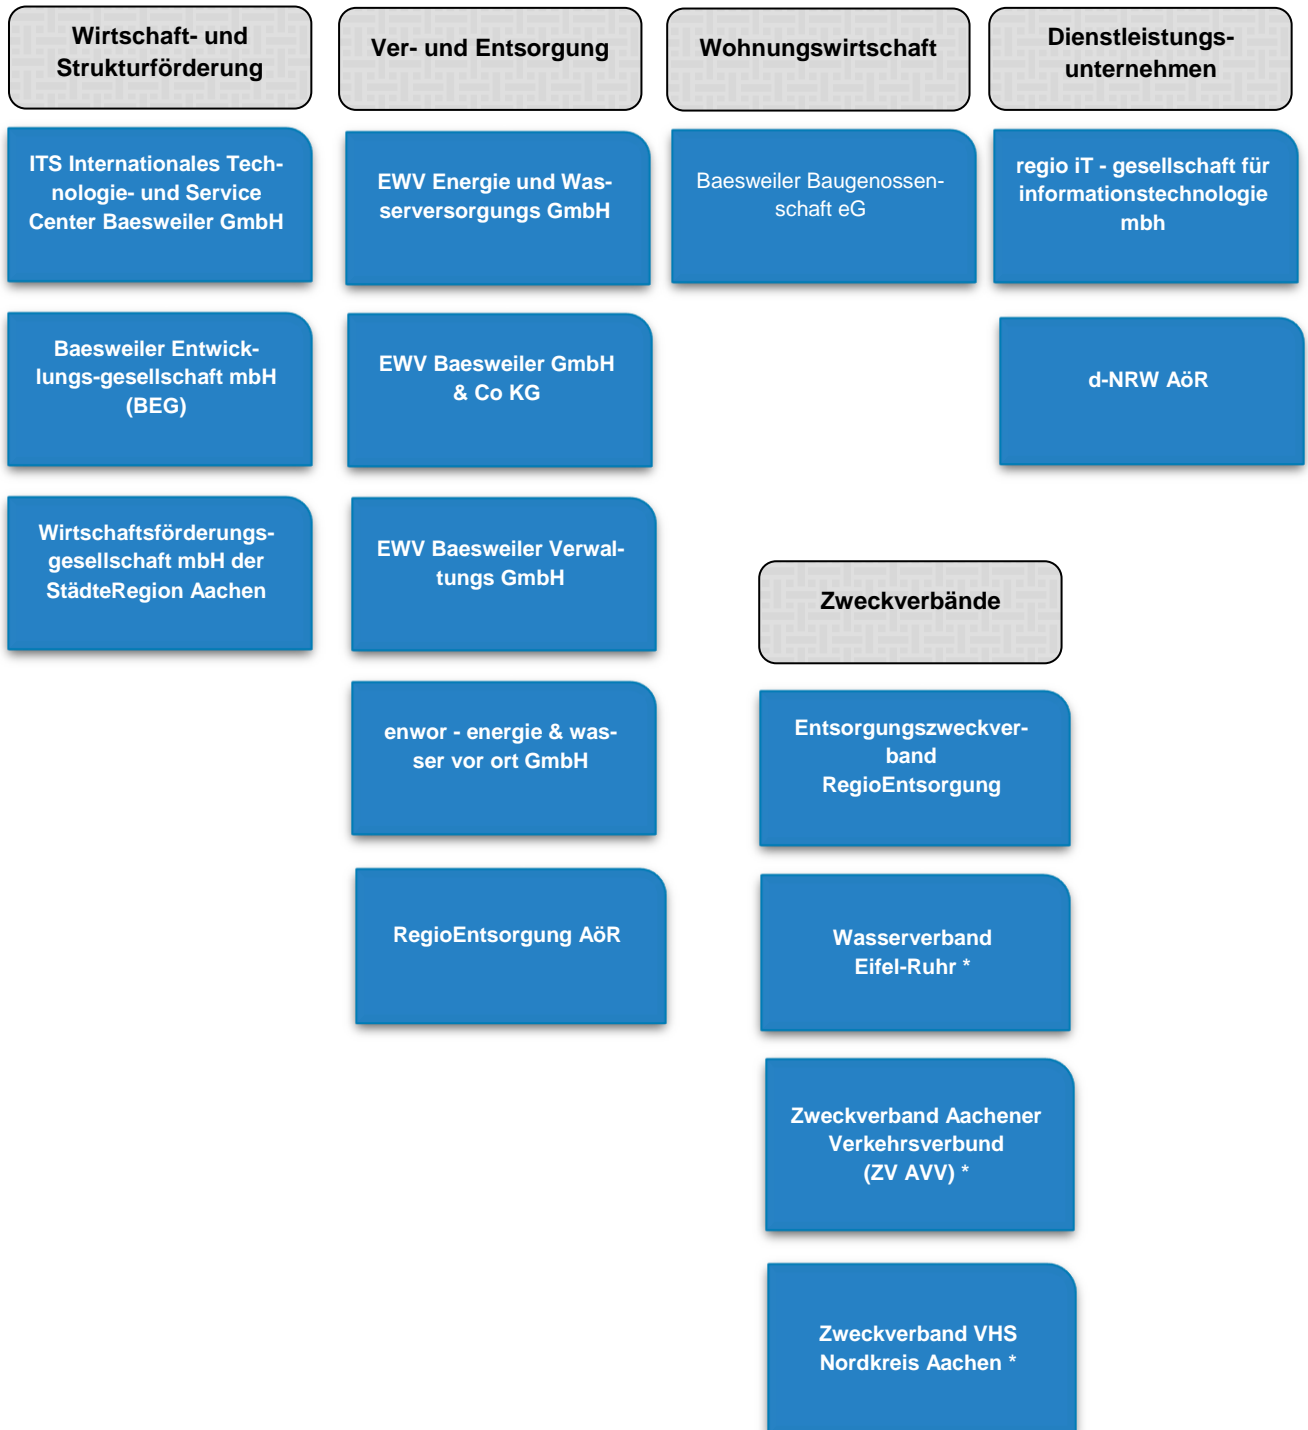 Wirtschaft- und
Strukturförderung
ITS Internationales Tech-
nologie- und Service
Center Baesweiler GmbH
Baesweiler Entwick-
lungs-gesellschaft mbH
(BEG)
Wirtschaftsförderungs-
gesellschaft mbH der
StädteRegion Aachen
Ver- und Entsorgung
EWV Energie und Was-
serversorgungs GmbH
EWV Baesweiler GmbH
& Co KG
EWV Baesweiler Verwal-
tungs GmbH
enwor - energie & was-
ser vor ort GmbH
RegioEntsorgung AöR
Wohnungswirtschaft
Baesweiler Baugenossen-
schaft eG
Dienstleistungs-
unternehmen
regio iT - gesellschaft für
informationstechnologie
mbh
d-NRW AöR
Zweckverbände
Entsorgungszweckver-
band
RegioEntsorgung
Wasserverband
Eifel-Ruhr *
Zweckverband Aachener
Verkehrsverbund
(ZV AVV) *
Zweckverband VHS
Nordkreis Aachen *